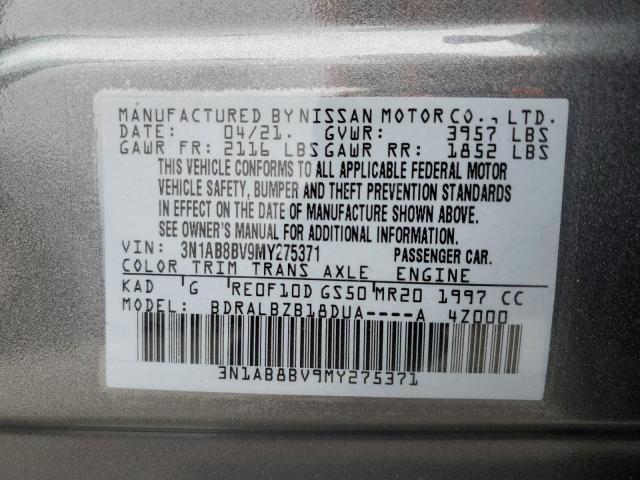 MANUFACTURED BY NISSAN MOTOR CO., LTD.
DATE: 04/21. GVWR: 3957 LBS
GAWR FR: 2116 LBS GAWR RR: 1852 LBS
THIS VEHICLE CONFORMS TO ALL APPLICABLE FEDERAL MOTOR
VEHICLE SAFETY, BUMPER AND THEFT PREVENTION STANDARDS
IN EFFECT ON THE DATE OF MANUFACTURE SHOWN ABOVE.
SEE OWNER'S MANUAL FOR ADDITIONAL INFORMATION.
VIN: 3N1AB8BV9MY275371 PASSENGER CAR.
COLOR TRIM TRANS AXLE ENGINE
KAD G RE0F10D GS50 MR20 1997 CC
MODEL: BDRALBZB18DUA----A 4Z000
3N1AB8BV9MY275371